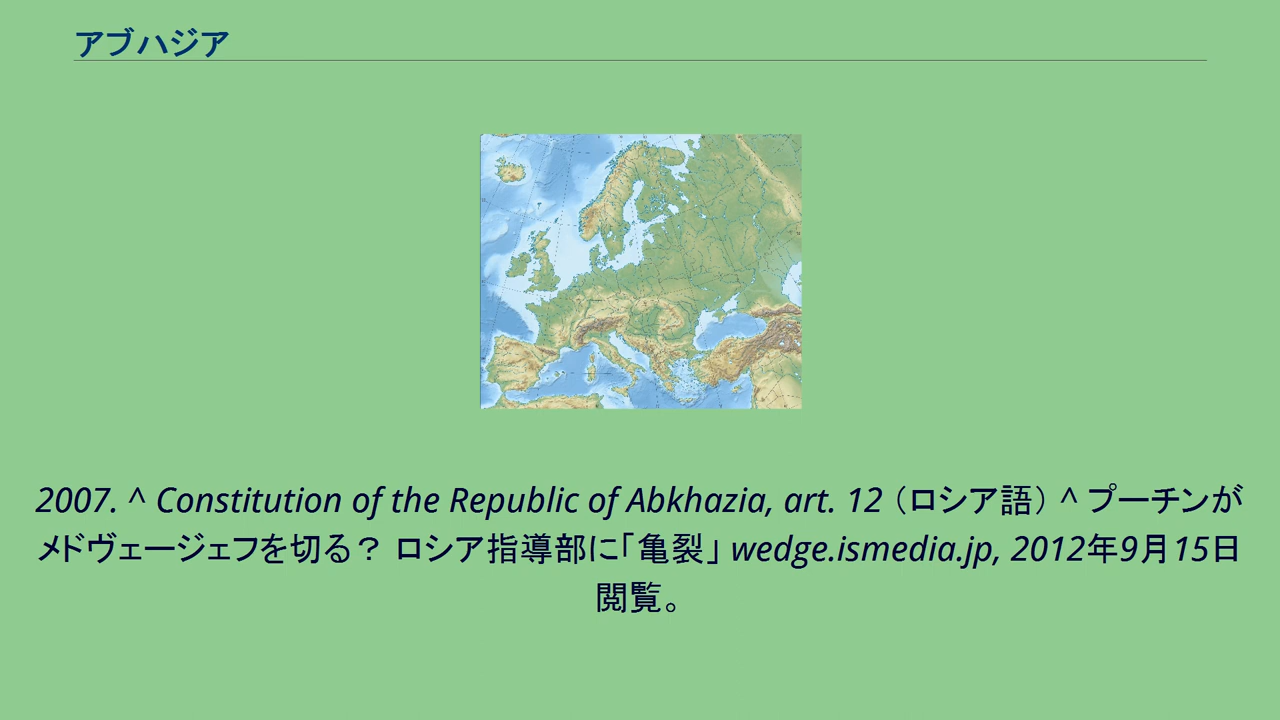 アブハジア
2007. ^ Constitution of the Republic of Abkhazia, art. 12（ロシア語） ^ プーチンが
メドヴェージェフを切る？ ロシア指導部に「亀裂」 wedge.ismedia.jp, 2012年9月15日
閲覧。